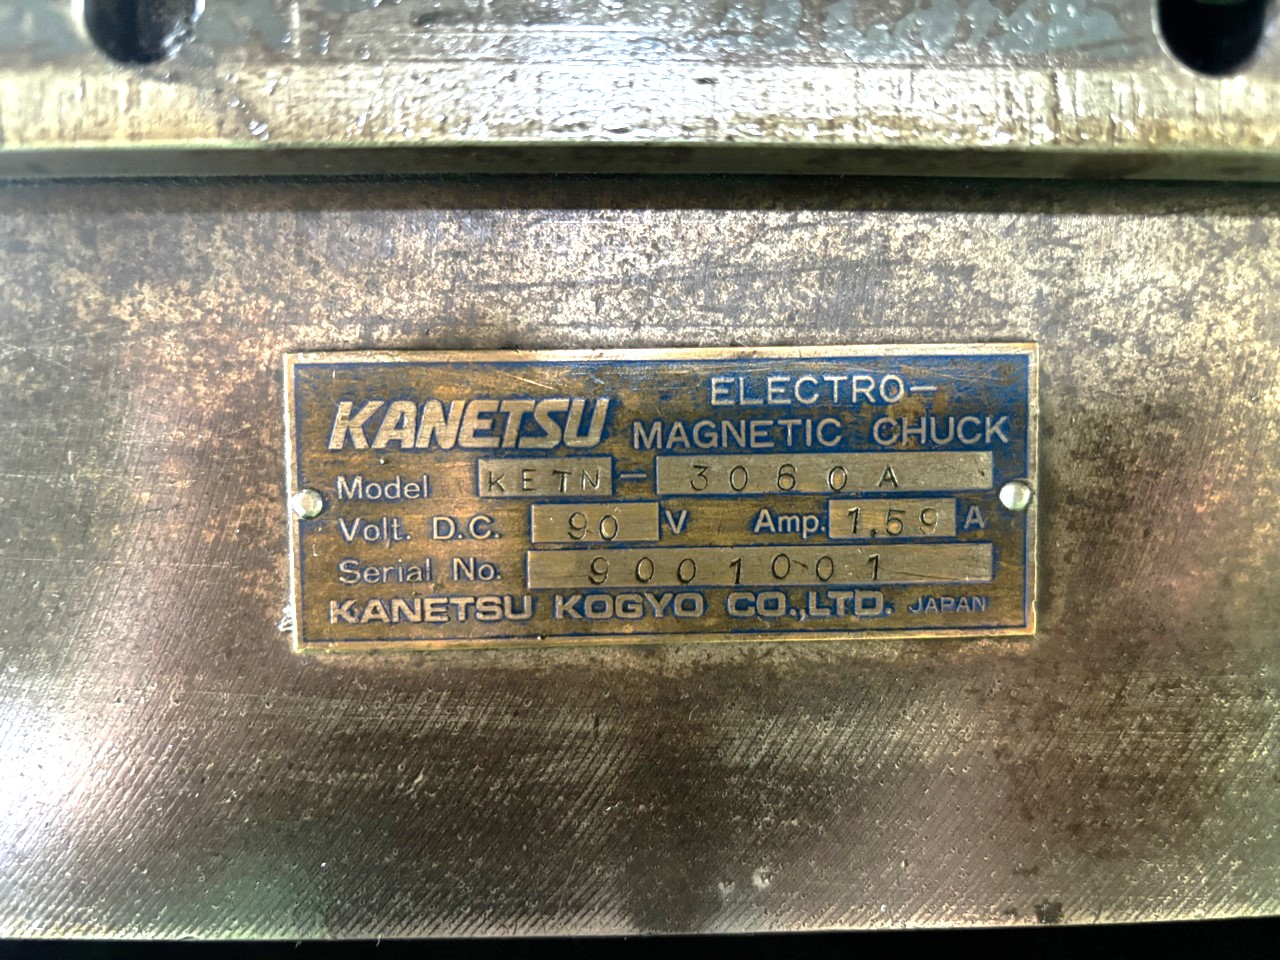 KANETSU ELECTRO-
MAGNETIC CHUCK
Model KETN-3060A
Volt. D.C. 90 V Amp. 1.59 A
Serial No. 9001001
KANETSU KOGYO CO.,LTD. JAPAN